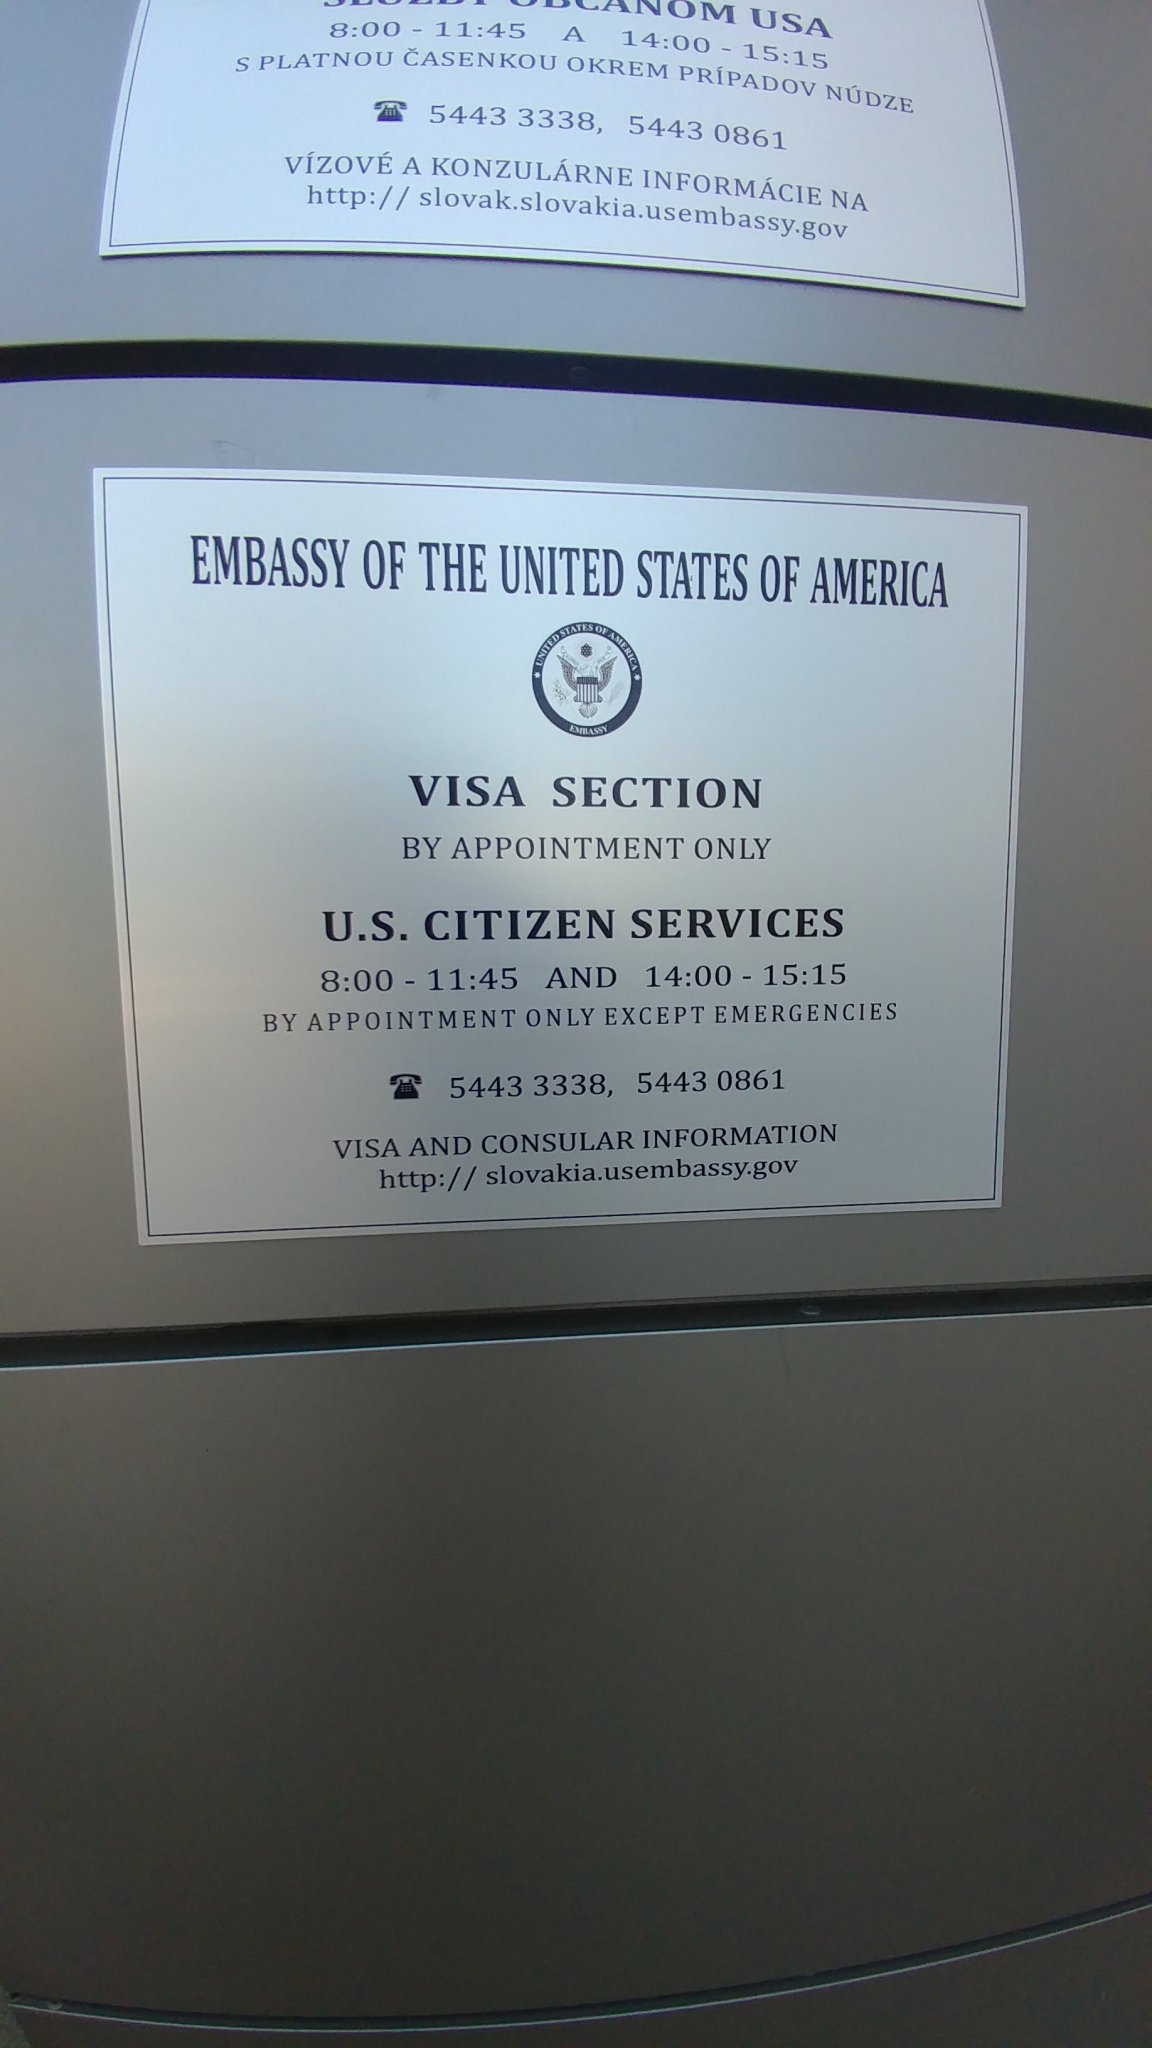 SLUŽBY OBČANOM USA
8:00 - 11:45 A 14:00 - 15:15
S PLATNOU ČASENKOU OKREM PRÍPADOV NÚDZE
☎ 5443 3338, 5443 0861
VÍZOVÉ A KONZULÁRNE INFORMÁCIE NA
http:// slovak.slovakia.usembassy.gov
EMBASSY OF THE UNITED STATES OF AMERICA
UNITED STATES OF AMERICA
EMBASSY
VISA SECTION
BY APPOINTMENT ONLY
U.S. CITIZEN SERVICES
8:00 - 11:45 AND 14:00 - 15:15
BY APPOINTMENT ONLY EXCEPT EMERGENCIES
☎ 5443 3338, 5443 0861
VISA AND CONSULAR INFORMATION
http:// slovakia.usembassy.gov